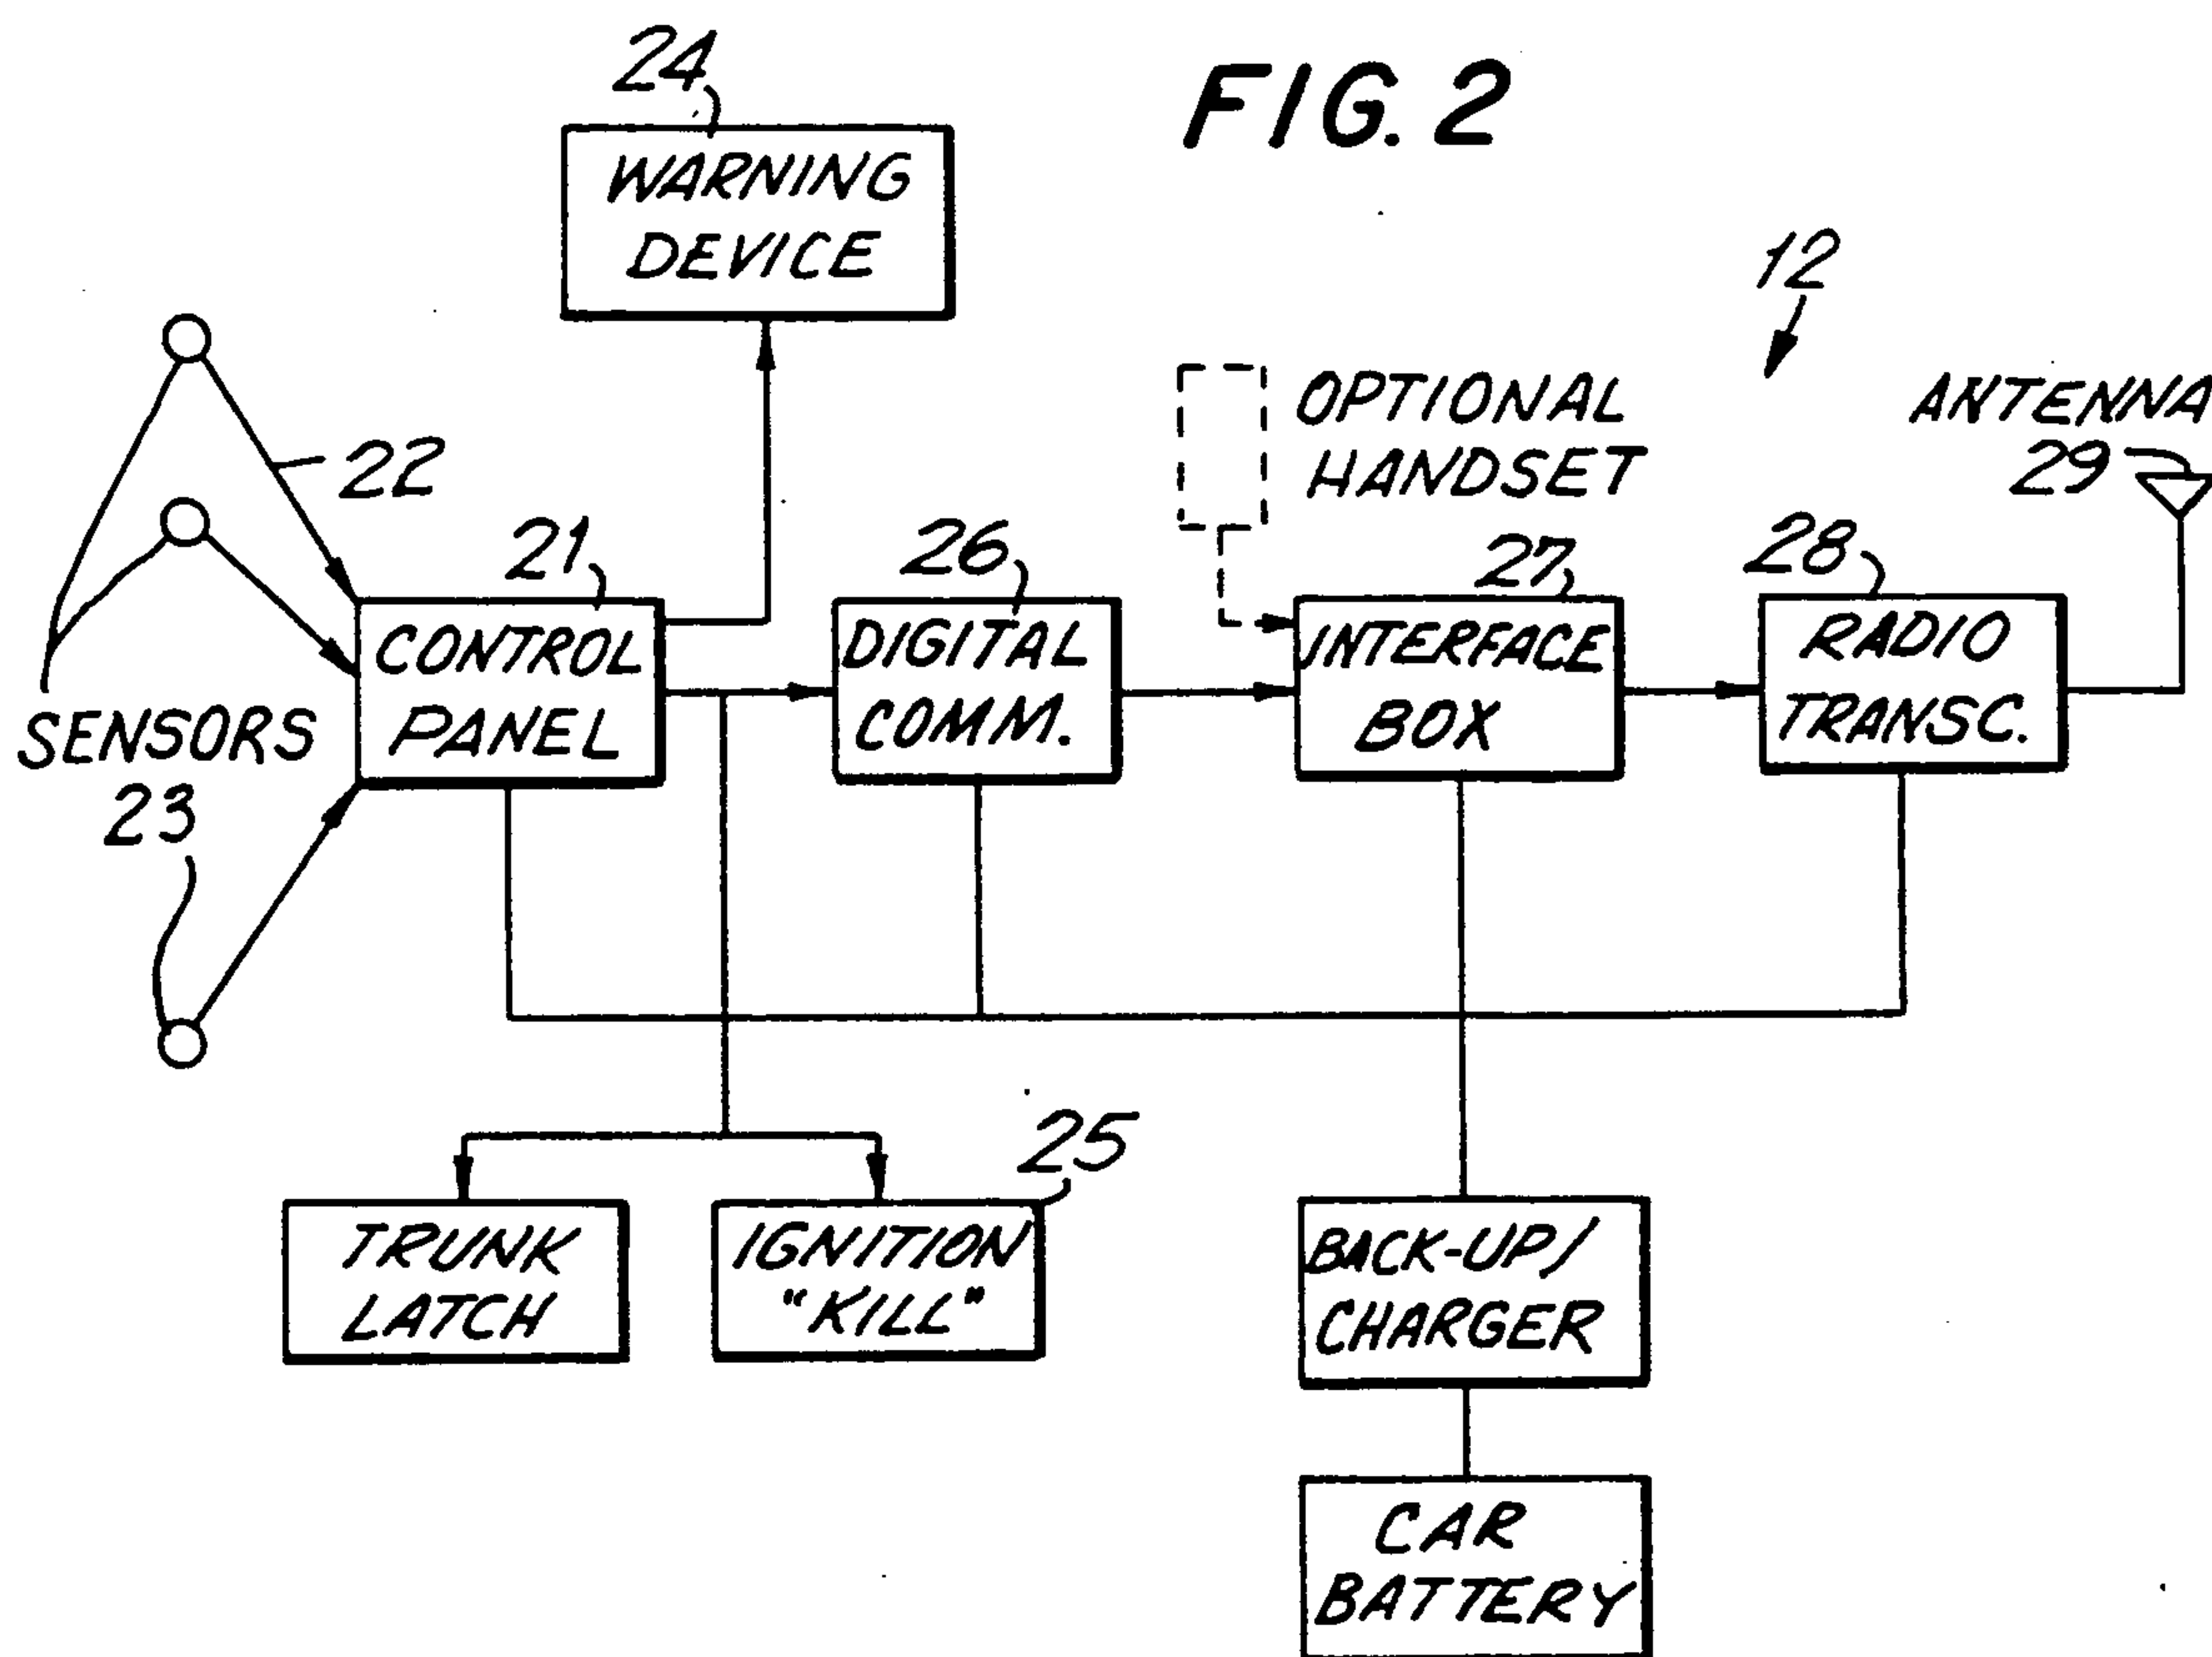 FIG. 2
24
WARNING
DEVICE
12
OPTIONAL
HANDSET
ANTENNA
29
22
21
CONTROL
PANEL
26
DIGITAL
COMM.
27
INTERFACE
BOX
28
RADIO
TRANSC.
SENSORS
23
TRUNK
LATCH
25
IGNITION
"KILL"
BACK-UP/
CHARGER
CAR
BATTERY